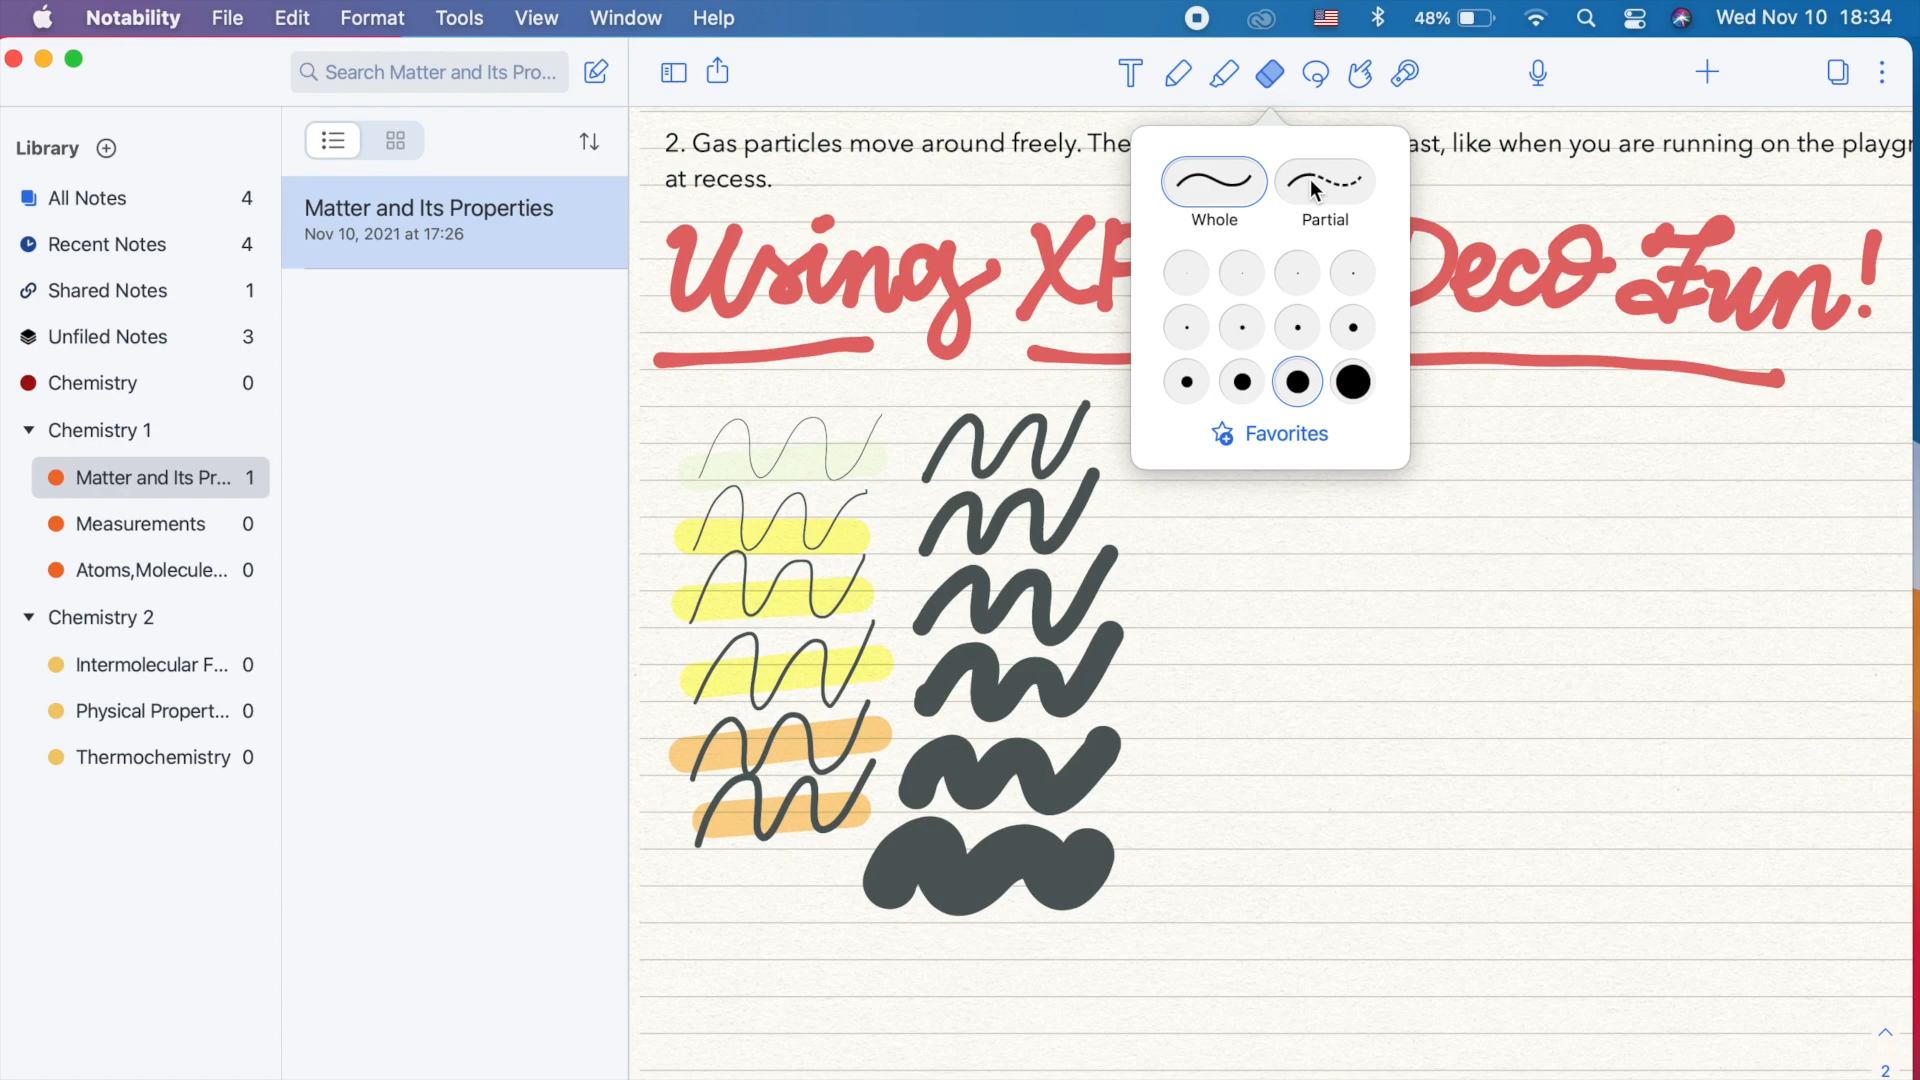 Notability File Edit Format Tools View Window Help 48% Wed Nov 10 18:34
Search Matter and Its Pro...
Library
All Notes 4
Recent Notes 4
Shared Notes 1
Unfiled Notes 3
Chemistry 0
Chemistry 1
Matter and Its Pr... 1
Measurements 0
Atoms,Molecule... 0
Chemistry 2
Intermolecular F... 0
Physical Propert... 0
Thermochemistry 0
Matter and Its Properties
Nov 10, 2021 at 17:26
2. Gas particles move around freely. The ast, like when you are running on the playgr
at recess.
Using XP Deco Fun!
Whole Partial
Favorites
2